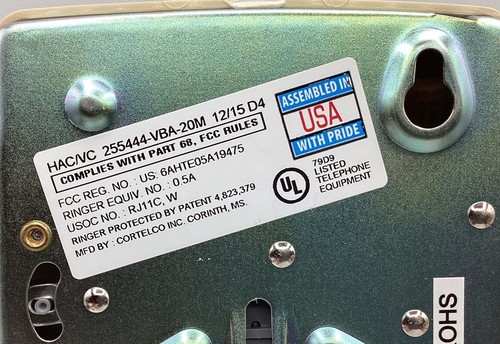 HAC/VC 255444-VBA-20M 12/15 D4
COMPLIES WITH PART 68, FCC RULES
FCC REG. NO. : US: 6AHTE05A19475
RINGER EQUIV. NO. : 0.5A
USOC NO. : RJ11C, W
RINGER PROTECTED BY PATENT 4,823,379
MFD BY : CORTELCO INC. CORINTH, MS.
ASSEMBLED IN
USA
WITH PRIDE
UL
79D9
LISTED
TELEPHONE
EQUIPMENT
ROHS